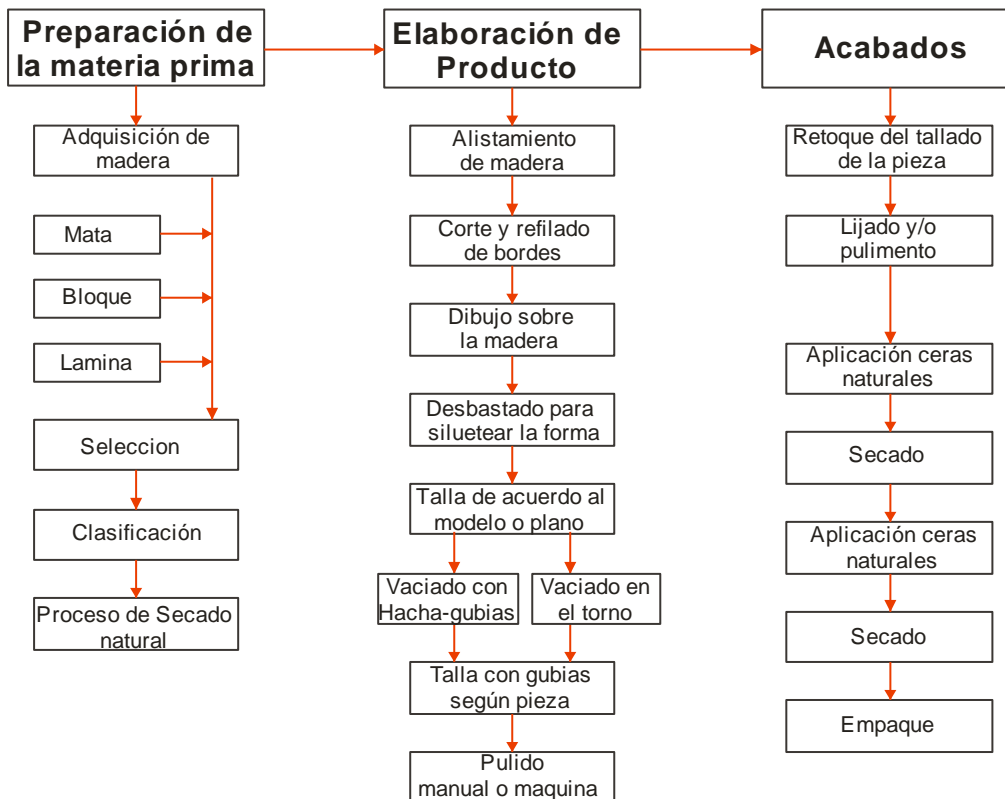 Preparación de
la materia prima
Adquisición de
madera
Mata
Bloque
Lamina
Seleccion
Clasificación
Proceso de Secado
natural
Elaboración de
Producto
Alistamiento
de madera
Corte y refilado
de bordes
Dibujo sobre
la madera
Desbastado para
siluetear la forma
Talla de acuerdo al
modelo o plano
Vaciado con
Hacha-gubias
Vaciado en
el torno
Talla con gubias
según pieza
Pulido
manual o maquina
Acabados
Retoque del tallado
de la pieza
Lijado y/o
pulimento
Aplicación ceras
naturales
Secado
Aplicación ceras
naturales
Secado
Empaque